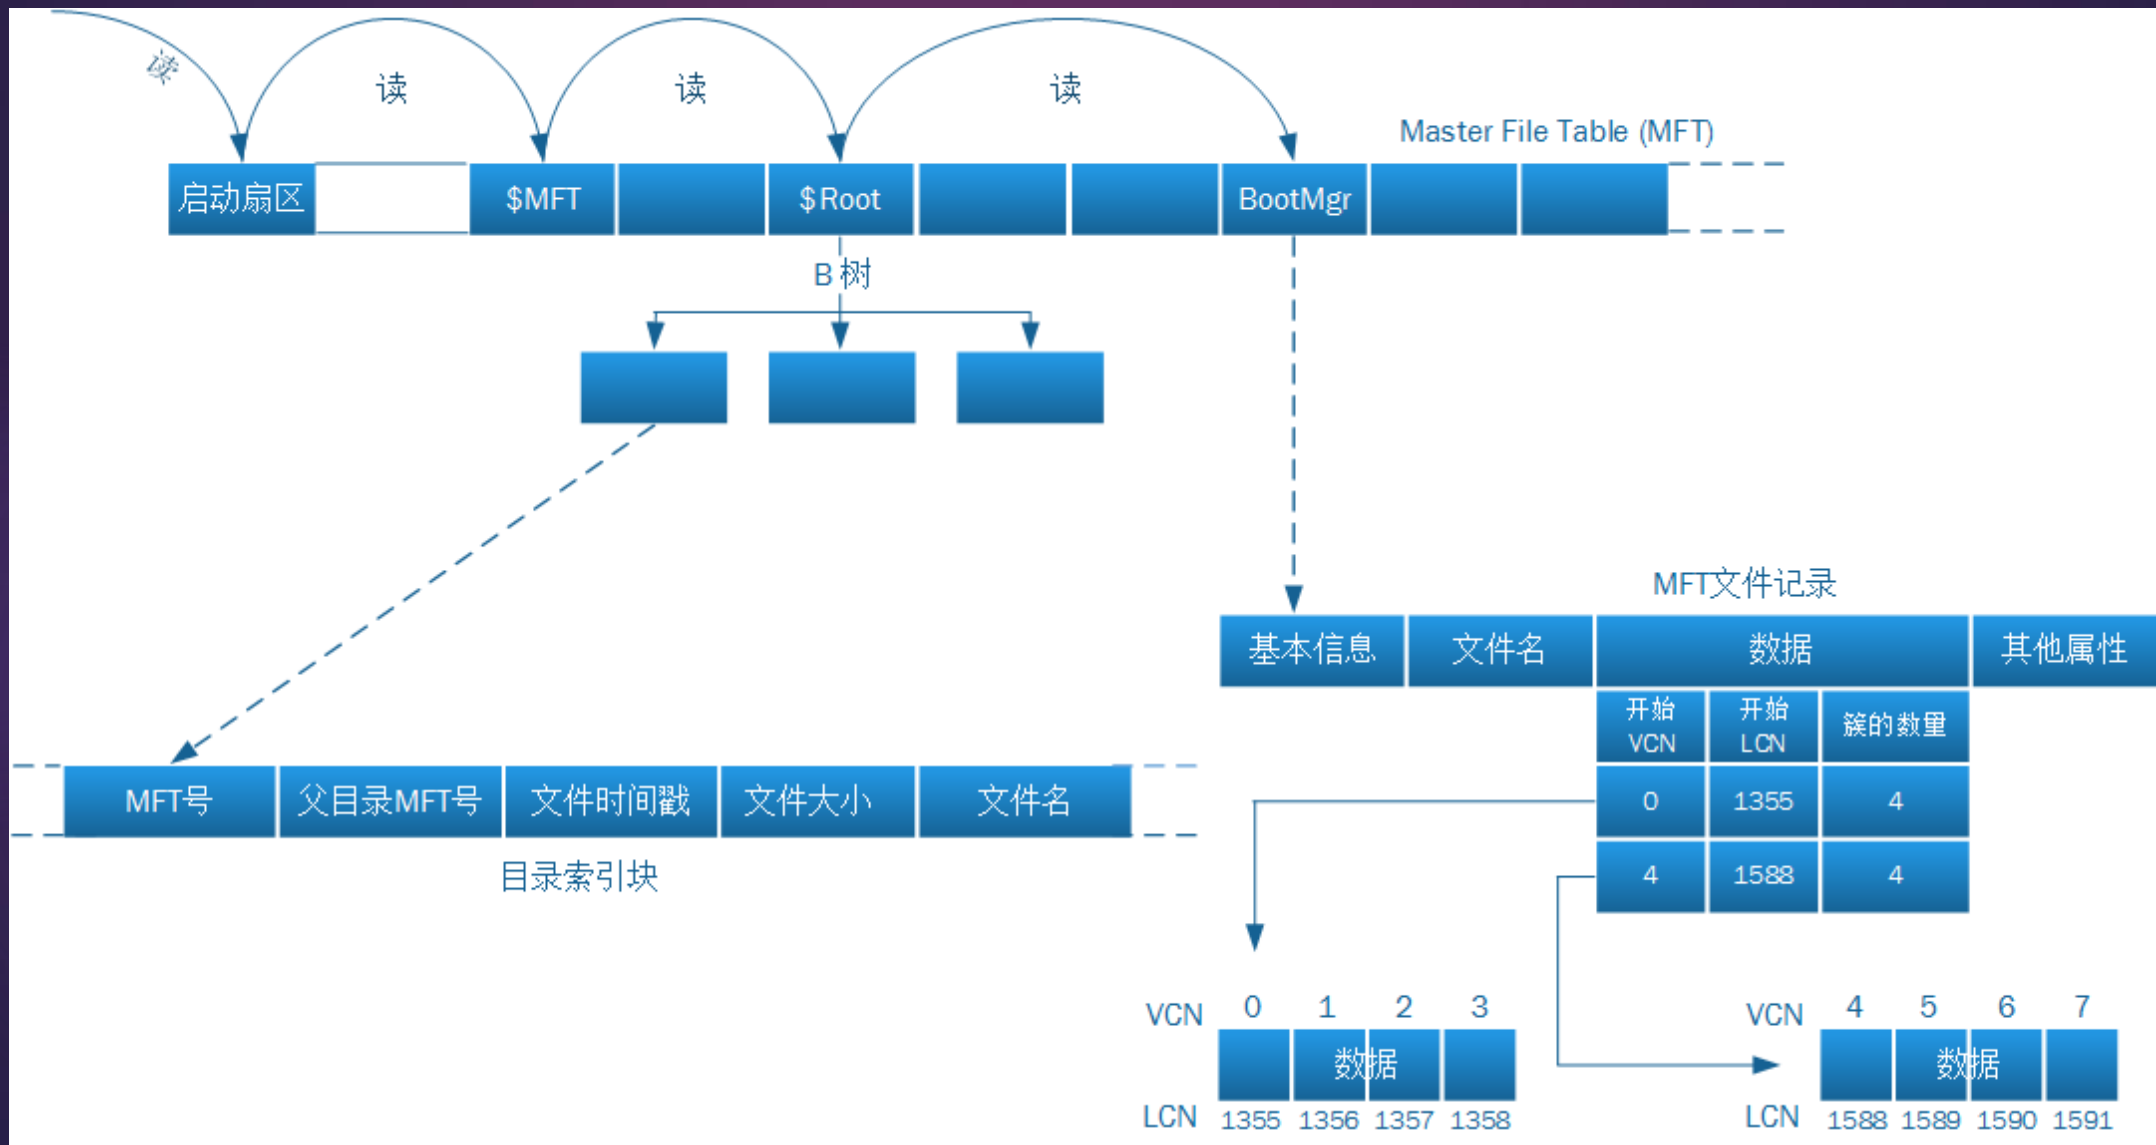 读
读
读
读
Master File Table (MFT)
启动扇区
$MFT
$Root
BootMgr
B 树
MFT文件记录
基本信息
文件名
数据
其他属性
开始
VCN
开始
LCN
簇的数量
0
1355
4
4
1588
4
MFT号
父目录MFT号
文件时间戳
文件大小
文件名
目录索引块
VCN 0 1 2 3
数据
LCN 1355 1356 1357 1358
VCN 4 5 6 7
数据
LCN 1588 1589 1590 1591